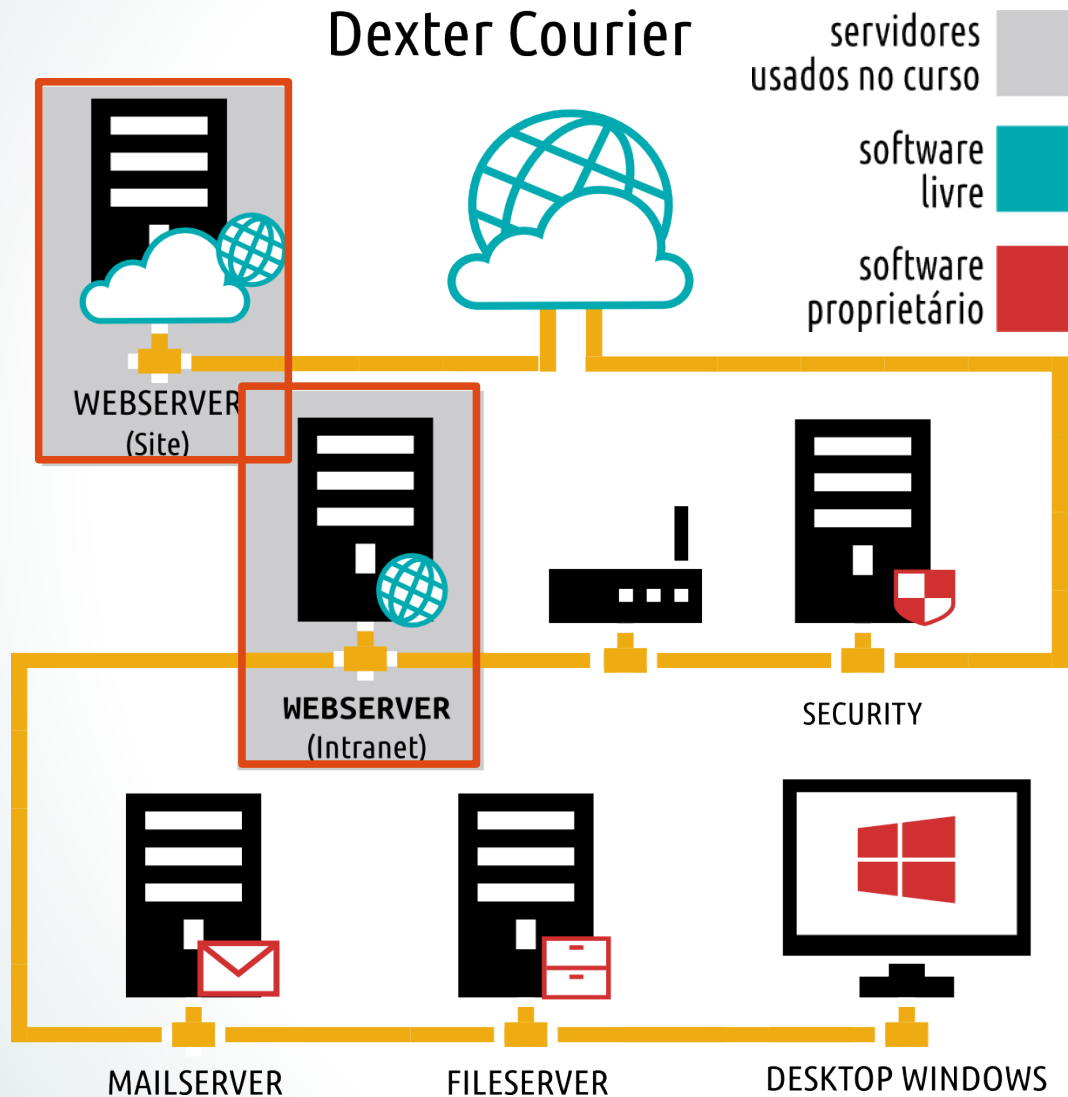 Dexter Courier
servidores
usados no curso
software
livre
software
proprietário
WEBSERVER
(Site)
WEBSERVER
(Intranet)
SECURITY
MAILSERVER
FILESERVER
DESKTOP WINDOWS